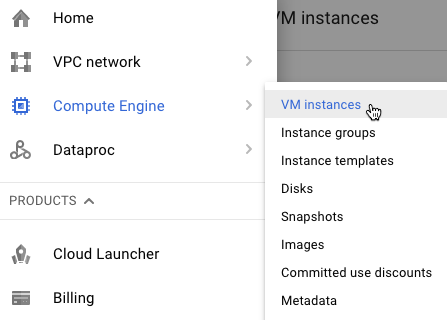 Home
VM instances
VPC network
Compute Engine
Dataproc
PRODUCTS
Cloud Launcher
Billing
VM instances
Instance groups
Instance templates
Disks
Snapshots
Images
Committed use discounts
Metadata